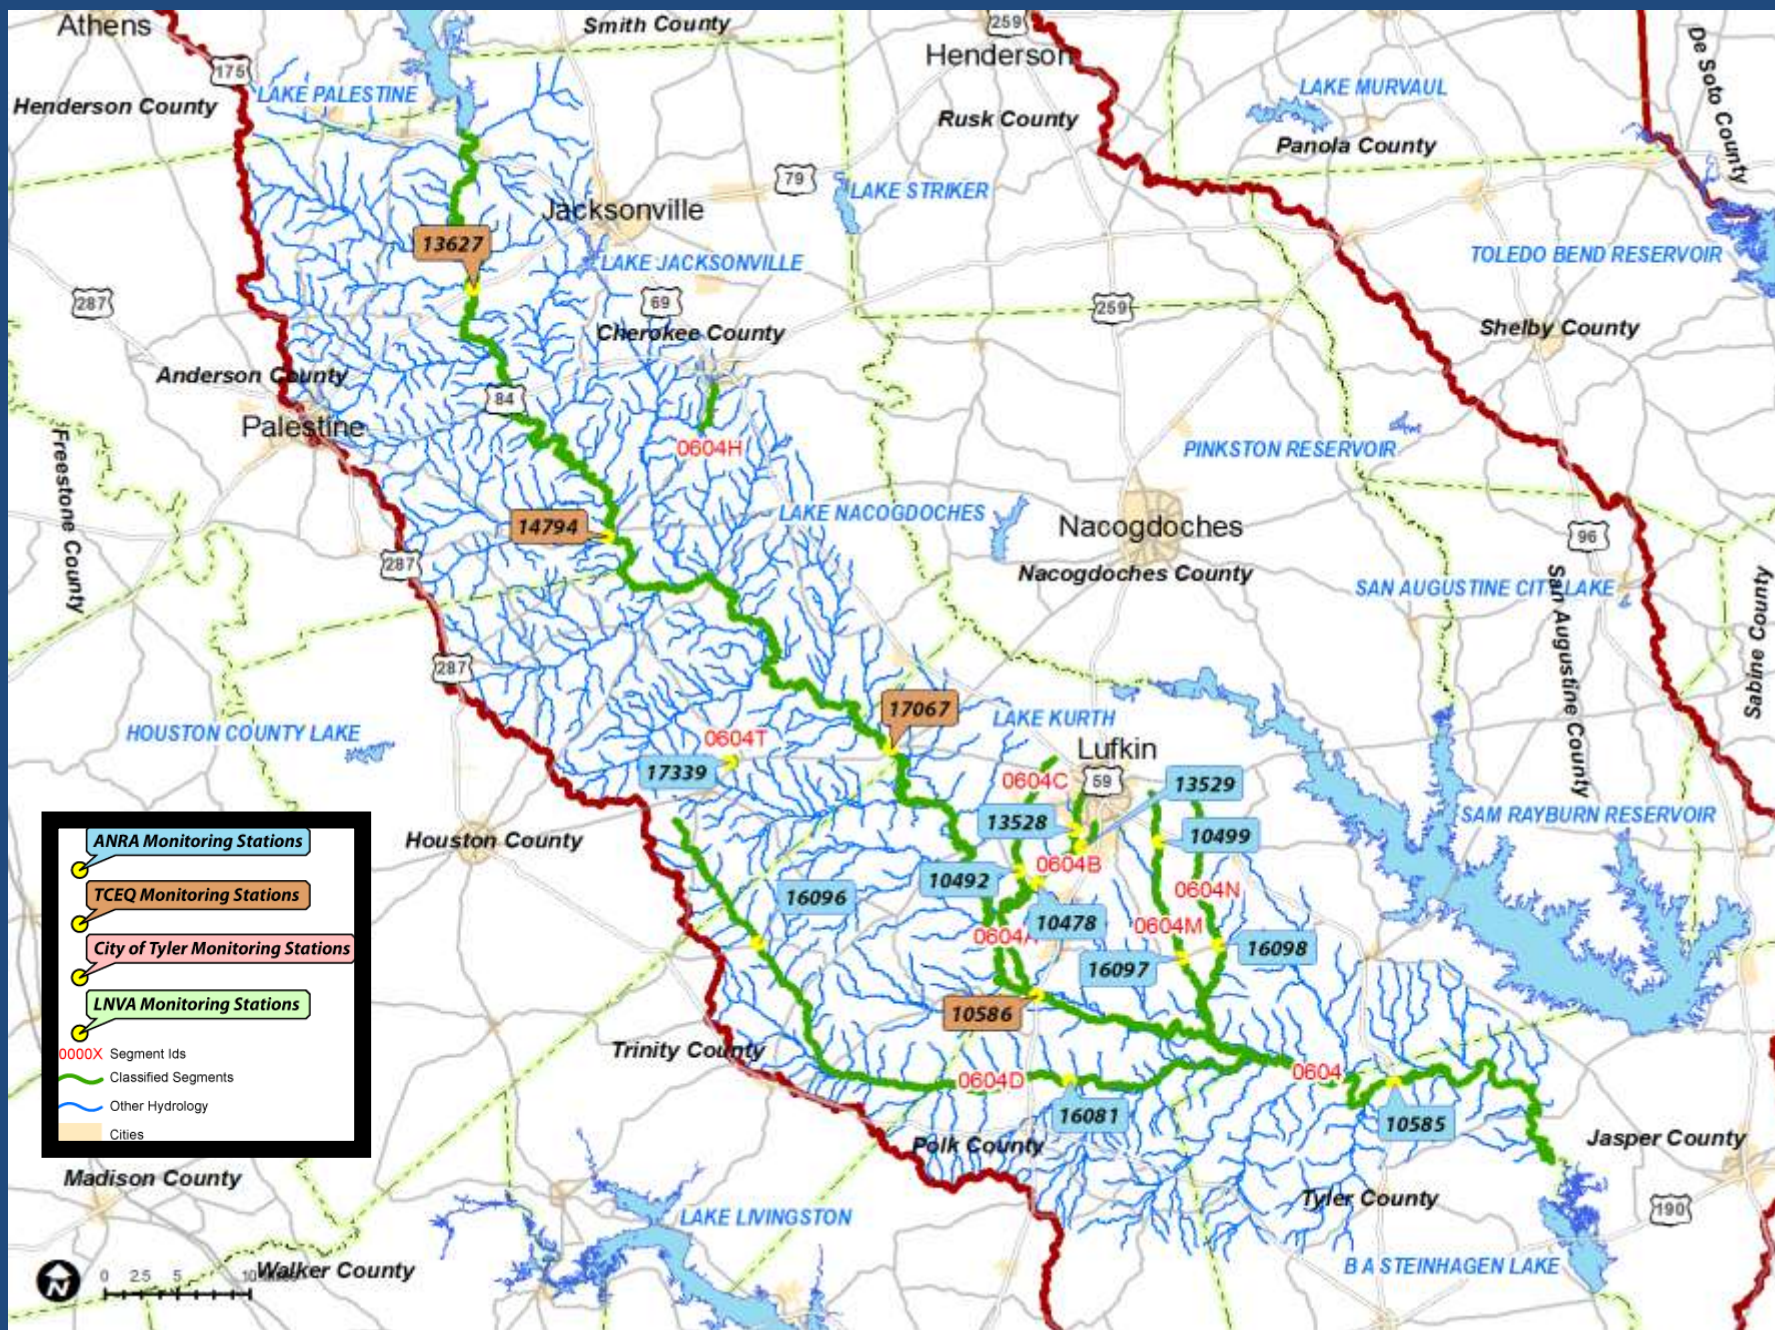 Athens
Smith County
259
Henderson
De Soto County
175
LAKE PALESTINE
Henderson County
LAKE MURVAUL
Rusk County
Panola County
79
LAKE STRIKER
Jacksonville
13627
LAKE JACKSONVILLE
TOLEDO BEND RESERVOIR
287
69
259
Cherokee County
Shelby County
Anderson County
84
Palestine
0604H
PINKSTON RESERVOIR
Freestone County
14794
LAKE NACOGDOCHES
Nacogdoches
96
287
Nacogdoches County
SAN AUGUSTINE CITY LAKE
San Augustine County
Sabine County
287
17067
LAKE KURTH
HOUSTON COUNTY LAKE
0604T
Lufkin
17339
0604C
59
13529
13528
SAM RAYBURN RESERVOIR
10499
Houston County
0604B
10492
16096
0604N
10478
0604M
0604A
16098
16097
10586
Trinity County
0604D
0604
16081
10585
Polk County
Jasper County
Tyler County
Madison County
190
LAKE LIVINGSTON
B A STEINHAGEN LAKE
Walker County
ANRA Monitoring Stations
TCEQ Monitoring Stations
City of Tyler Monitoring Stations
LNVA Monitoring Stations
0000X Segment Ids
Classified Segments
Other Hydrology
Cities
N
0 2.5 5 10